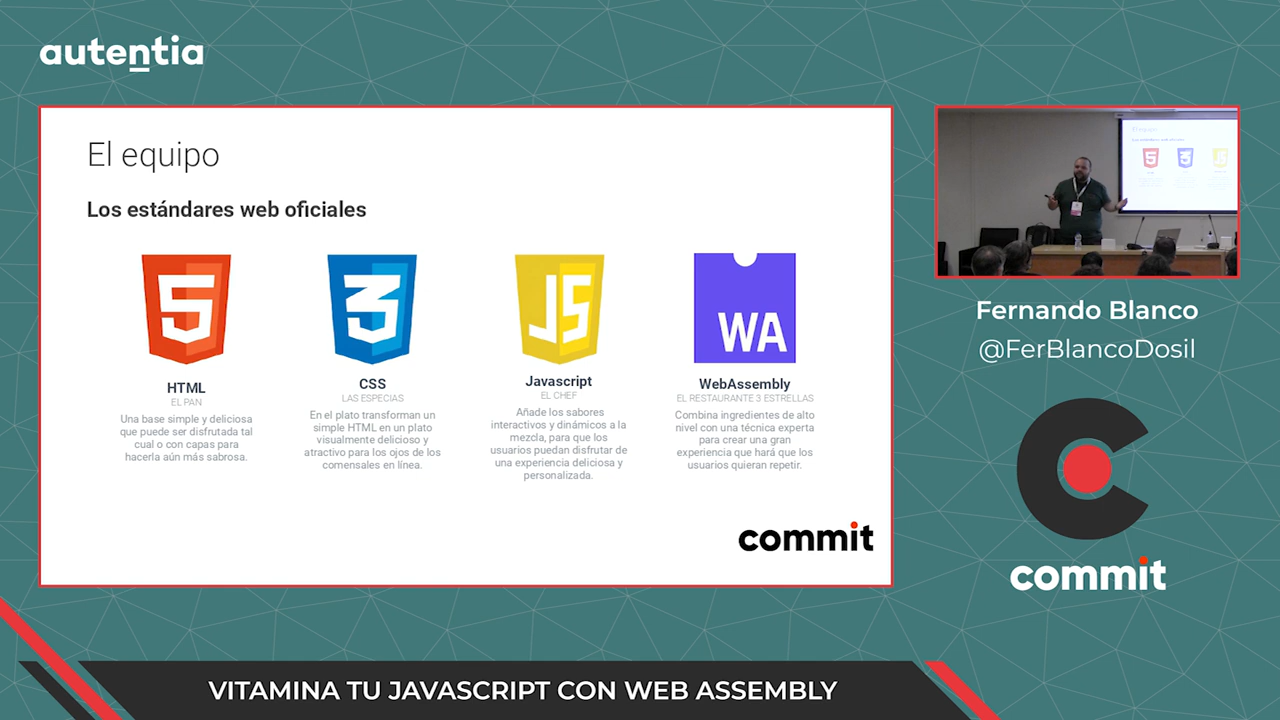 autentia
El equipo
Los estándares web oficiales
5
HTML
EL PAN
Una base simple y deliciosa
que puede ser disfrutada tal
cual o con capas para
hacerla aún más sabrosa.
3
CSS
LAS ESPECIAS
En el plato transforman un
simple HTML en un plato
visualmente delicioso y
atractivo para los ojos de los
comensales en línea.
JS
Javascript
EL CHEF
Añade los sabores
interactivos y dinámicos a la
mezcla, para que los
usuarios puedan disfrutar de
una experiencia deliciosa y
personalizada.
WA
WebAssembly
EL RESTAURANTE 3 ESTRELLAS
Combina ingredientes de alto
nivel con una técnica experta
para crear una gran
experiencia que hará que los
usuarios quieran repetir.
commit
Fernando Blanco
@FerBlancoDosil
commit
VITAMINA TU JAVASCRIPT CON WEB ASSEMBLY